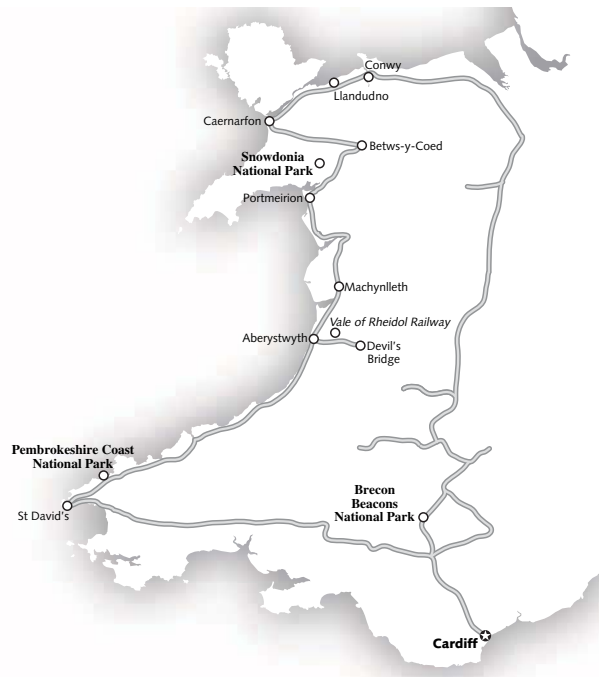 Conwy
Llandudno
Caernarfon
Betws-y-Coed
Snowdonia
National Park
Portmeirion
Machynlleth
Vale of Rheidol Railway
Aberystwyth
Devil's
Bridge
Pembrokeshire Coast
National Park
St David's
Brecon
Beacons
National Park
Cardiff